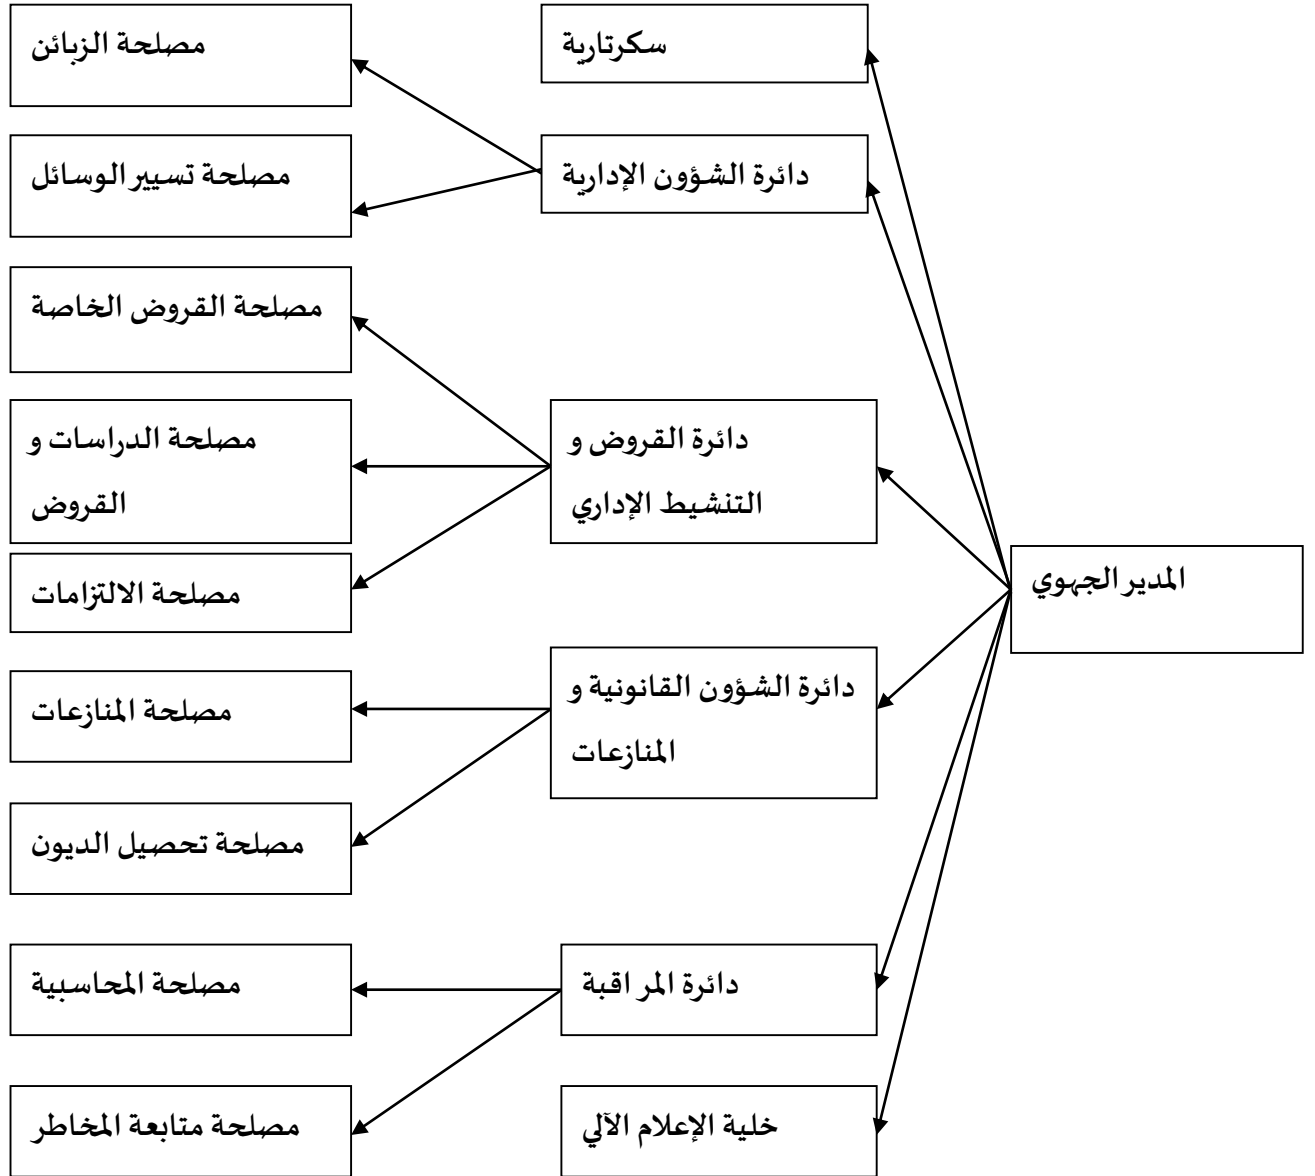 سكرتارية
مصلحة الزبائن
دائرة الشؤون الإدارية
مصلحة تسيير الوسائل
مصلحة القروض الخاصة
دائرة القروض و
التنشيط الإداري
مصلحة الدراسات و
القروض
المدير الجهوي
مصلحة الالتزامات
دائرة الشؤون القانونية و
المنازعات
مصلحة المنازعات
مصلحة تحصيل الديون
دائرة المراقبة
مصلحة المحاسبية
خلية الإعلام الآلي
مصلحة متابعة المخاطر